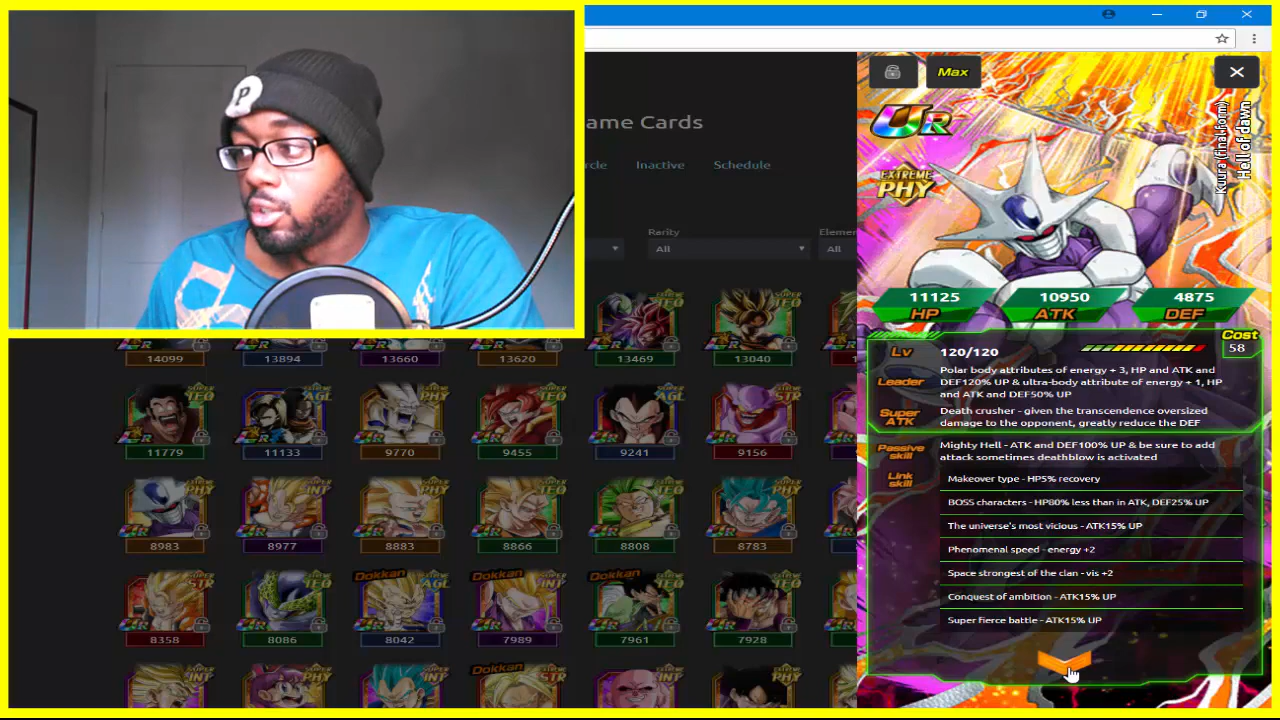 P
ame Cards
rcle Inactive Schedule
Rarity Eleme
All All
Max
UR
EXTREME
PHY
Kuura (final form)
Hell of dawn
11125 10950 4875
HP ATK DEF
Cost
58
Lv 120/120
Leader
Polar body attributes of energy + 3, HP and ATK and
DEF120% UP & ultra-body attribute of energy + 1, HP
and ATK and DEF50% UP
Super
ATK
Death crusher - given the transcendence oversized
damage to the opponent, greatly reduce the DEF
Passive
skill
Mighty Hell - ATK and DEF100% UP & be sure to add
attack sometimes deathblow is activated
Link
skill
Makeover type - HP5% recovery
BOSS characters - HP80% less than in ATK, DEF25% UP
The universe's most vicious - ATK15% UP
Phenomenal speed - energy +2
Space strongest of the clan - vis +2
Conquest of ambition - ATK15% UP
Super fierce battle - ATK15% UP
14099 13894 13660 13620 13469 13040
11779 11133 9770 9455 9241 9156
8983 8977 8883 8866 8808 8783
Dokkan Dokkan Dokkan
8358 8086 8042 7989 7961 7928
Dokkan